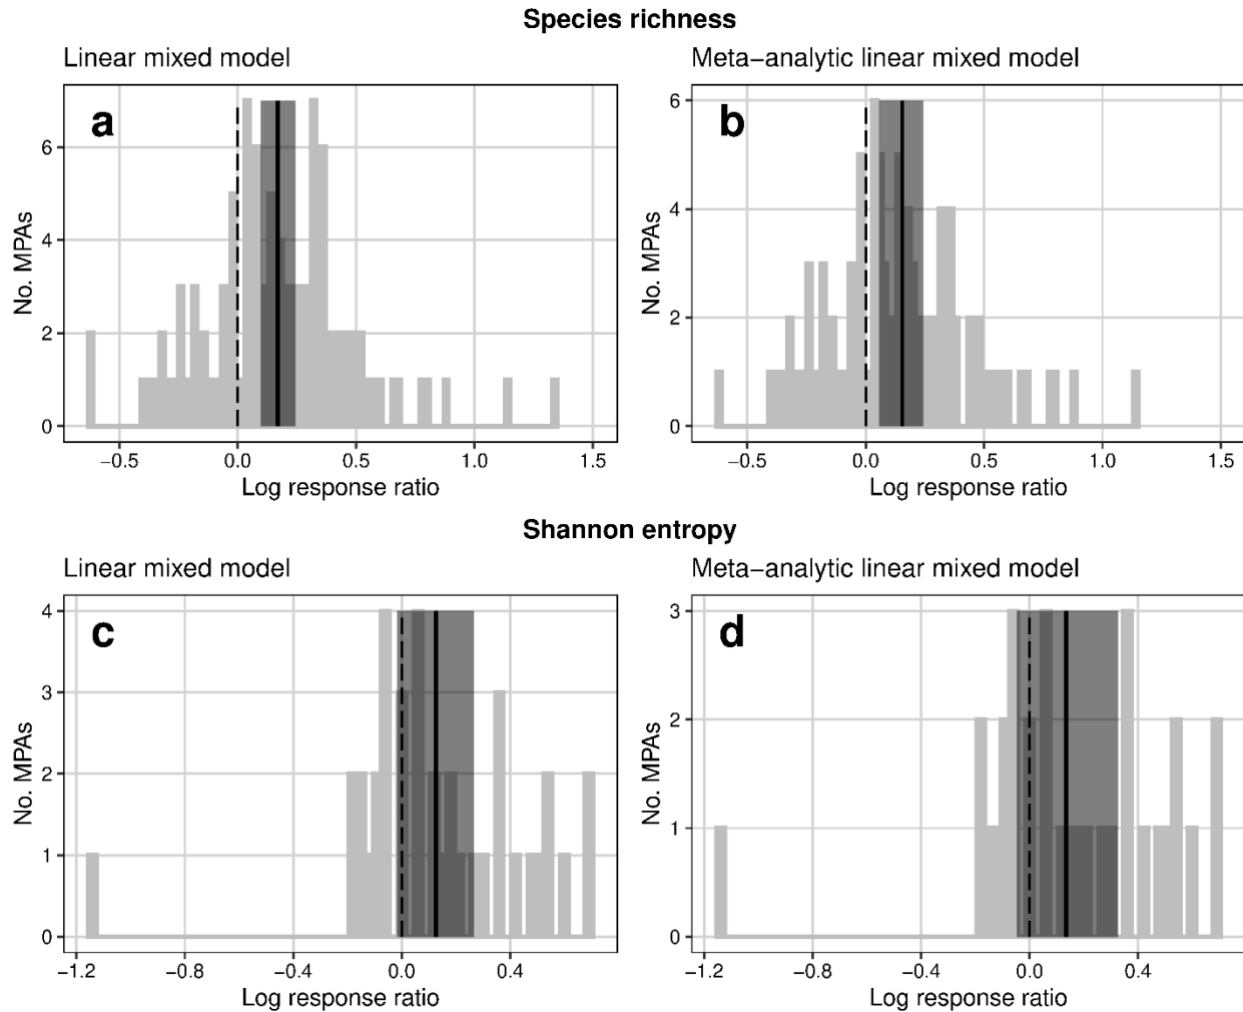 Species richness
Linear mixed model
Meta−analytic linear mixed model
a
b
No. MPAs
6
4
2
0
−0.5
0.0
0.5
1.0
1.5
Log response ratio
No. MPAs
6
4
2
0
−0.5
0.0
0.5
1.0
1.5
Log response ratio
Shannon entropy
Linear mixed model
Meta−analytic linear mixed model
c
d
No. MPAs
4
3
2
1
0
−1.2
−0.8
−0.4
0.0
0.4
Log response ratio
No. MPAs
3
2
1
0
−1.2
−0.8
−0.4
0.0
0.4
Log response ratio